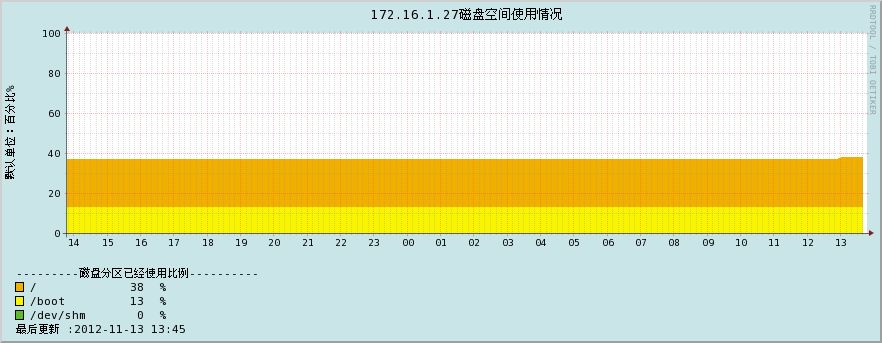 172.16.1.27磁盘空间使用情况
RRDTOOL / TOBI OETIKER
默认单位：百分比%
100
80
60
40
20
0
14 15 16 17 18 19 20 21 22 23 00 01 02 03 04 05 06 07 08 09 10 11 12 13
---------磁盘分区已经使用比例----------
/ 38 %
/boot 13 %
/dev/shm 0 %
最后更新 :2012-11-13 13:45